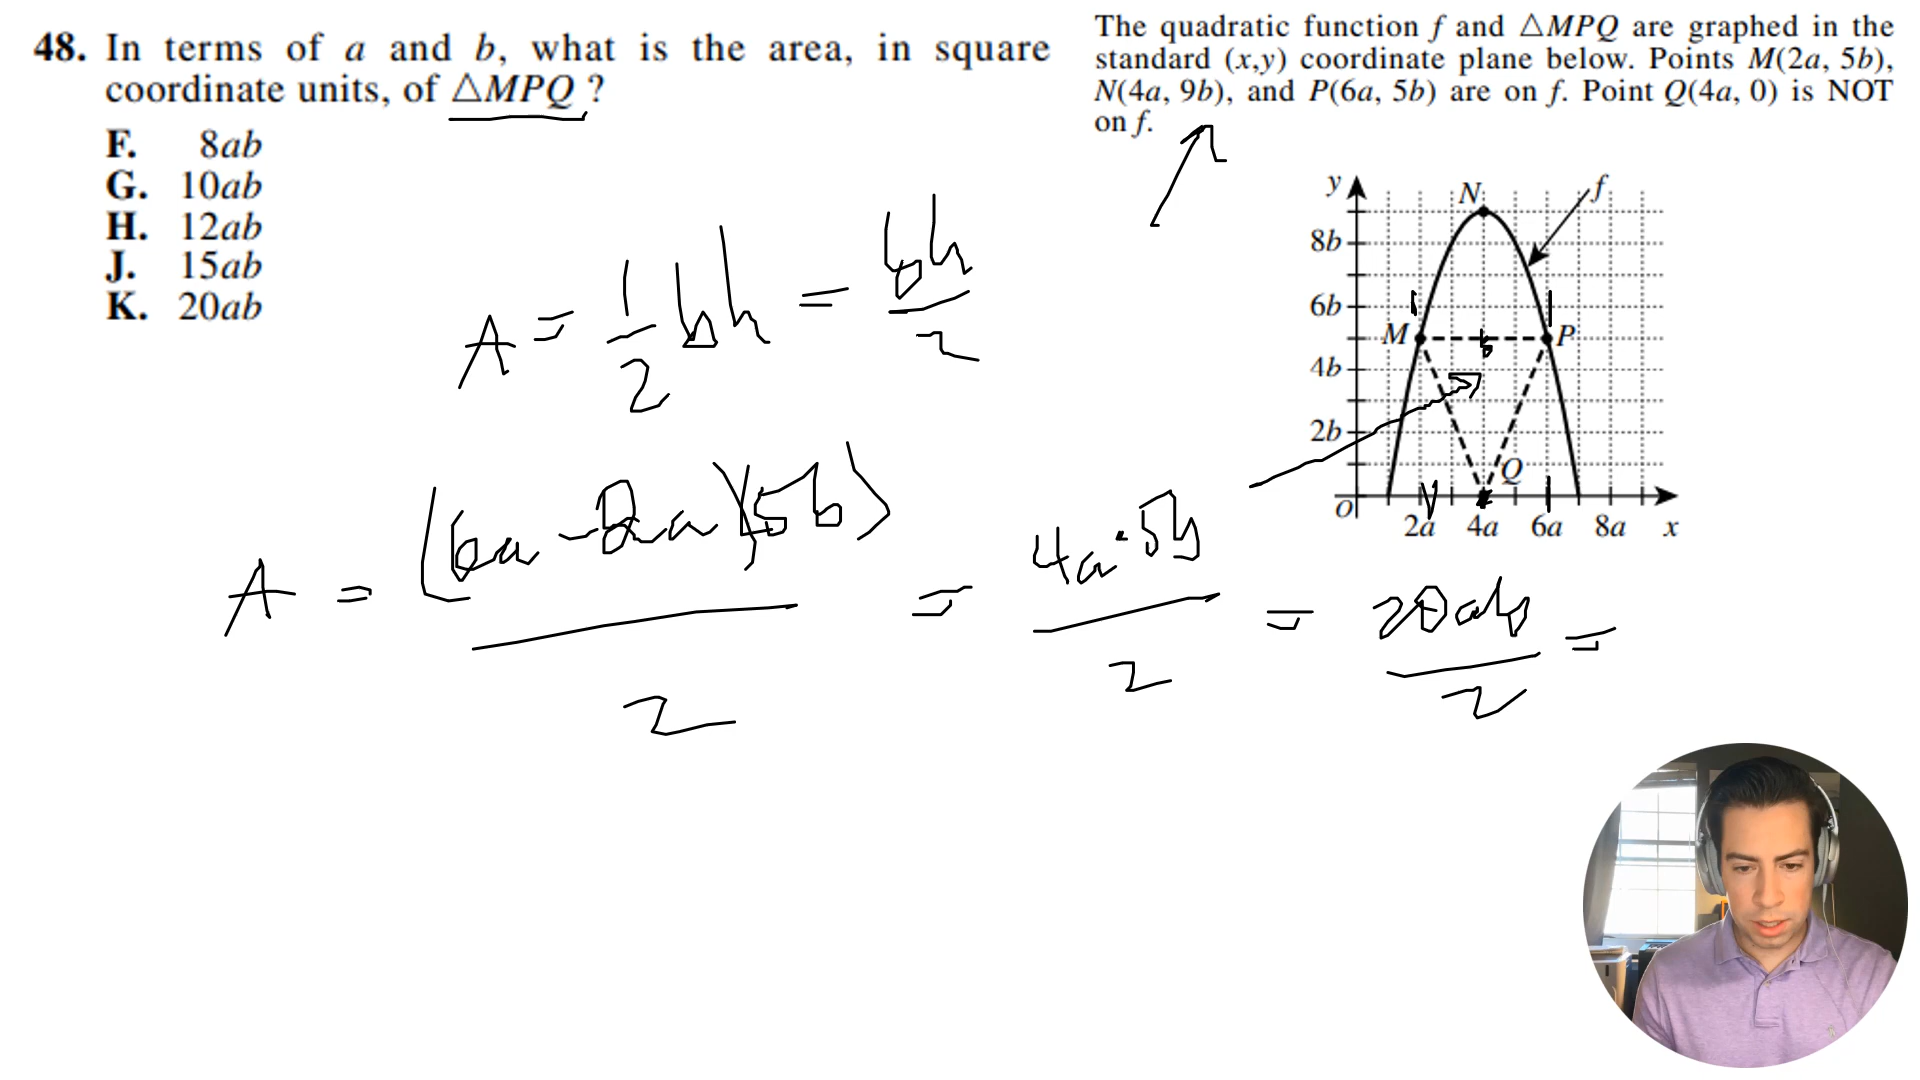 48. In terms of a and b, what is the area, in square
coordinate units, of △MPQ ?
F. 8ab
G. 10ab
H. 12ab
J. 15ab
K. 20ab
The quadratic function f and △MPQ are graphed in the
standard (x,y) coordinate plane below. Points M(2a, 5b),
N(4a, 9b), and P(6a, 5b) are on f. Point Q(4a, 0) is NOT
on f.
y
N
f
8b
6b
M
b
P
4b
2b
Q
O
2a 4a 6a 8a x
A = 1/2 bh = bh/2
A = (6a - 2a)(5b)/2 = 4a · 5b/2 = 20ab/2 =